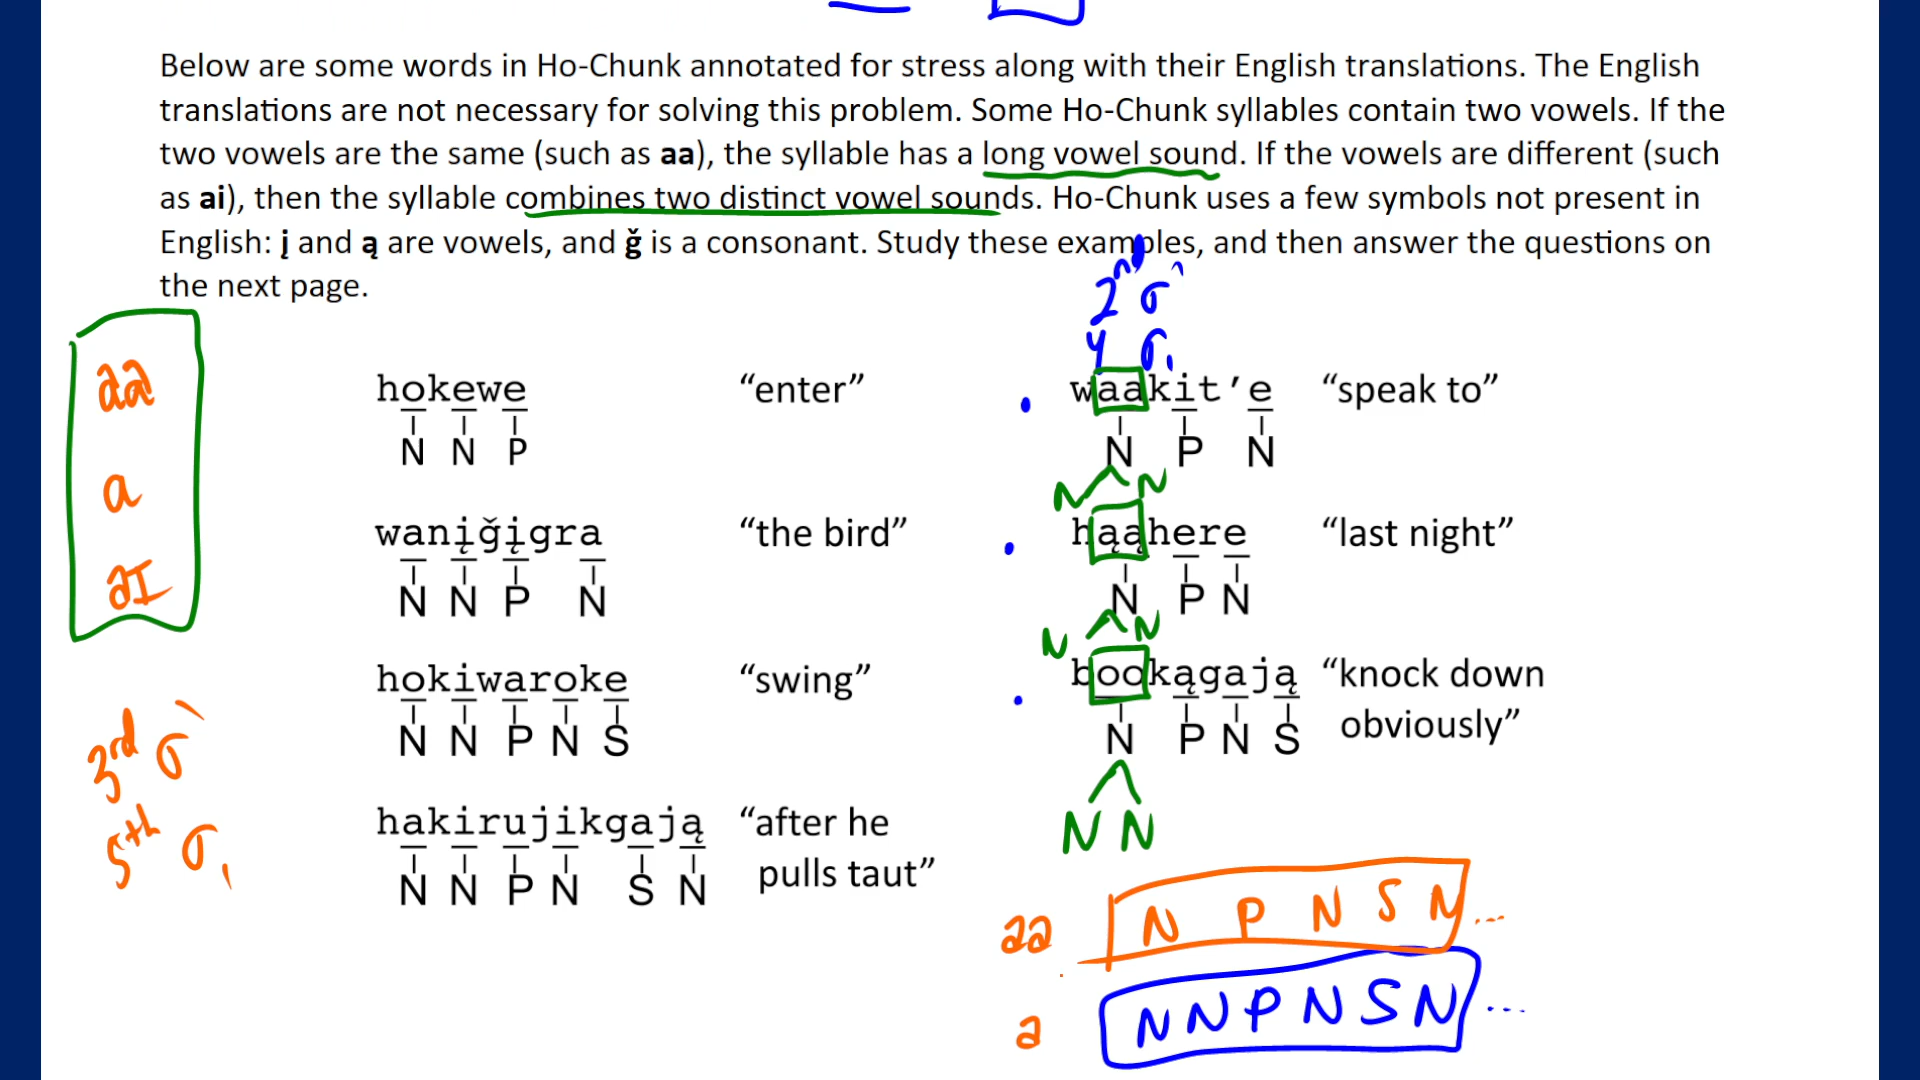 Below are some words in Ho-Chunk annotated for stress along with their English translations. The English
translations are not necessary for solving this problem. Some Ho-Chunk syllables contain two vowels. If the
two vowels are the same (such as aa), the syllable has a long vowel sound. If the vowels are different (such
as ai), then the syllable combines two distinct vowel sounds. Ho-Chunk uses a few symbols not present in
English: į and ą are vowels, and ǧ is a consonant. Study these examples, and then answer the questions on
the next page.
aa
a
aI
3rd σ̀
5th σ̩
hokewe “enter”
N N P
wanįǧįgra “the bird”
N N P N
hokiwaroke “swing”
N N P N S
hakirujikgają “after he
pulls taut”
N N P N S N
2nd σ
4 σ
waakit’e “speak to”
N P N
N N
hąąhere “last night”
N P N
N N
bookągają “knock down
obviously”
N P N S
N N
aa N P N S N ...
a N N P N S N ...